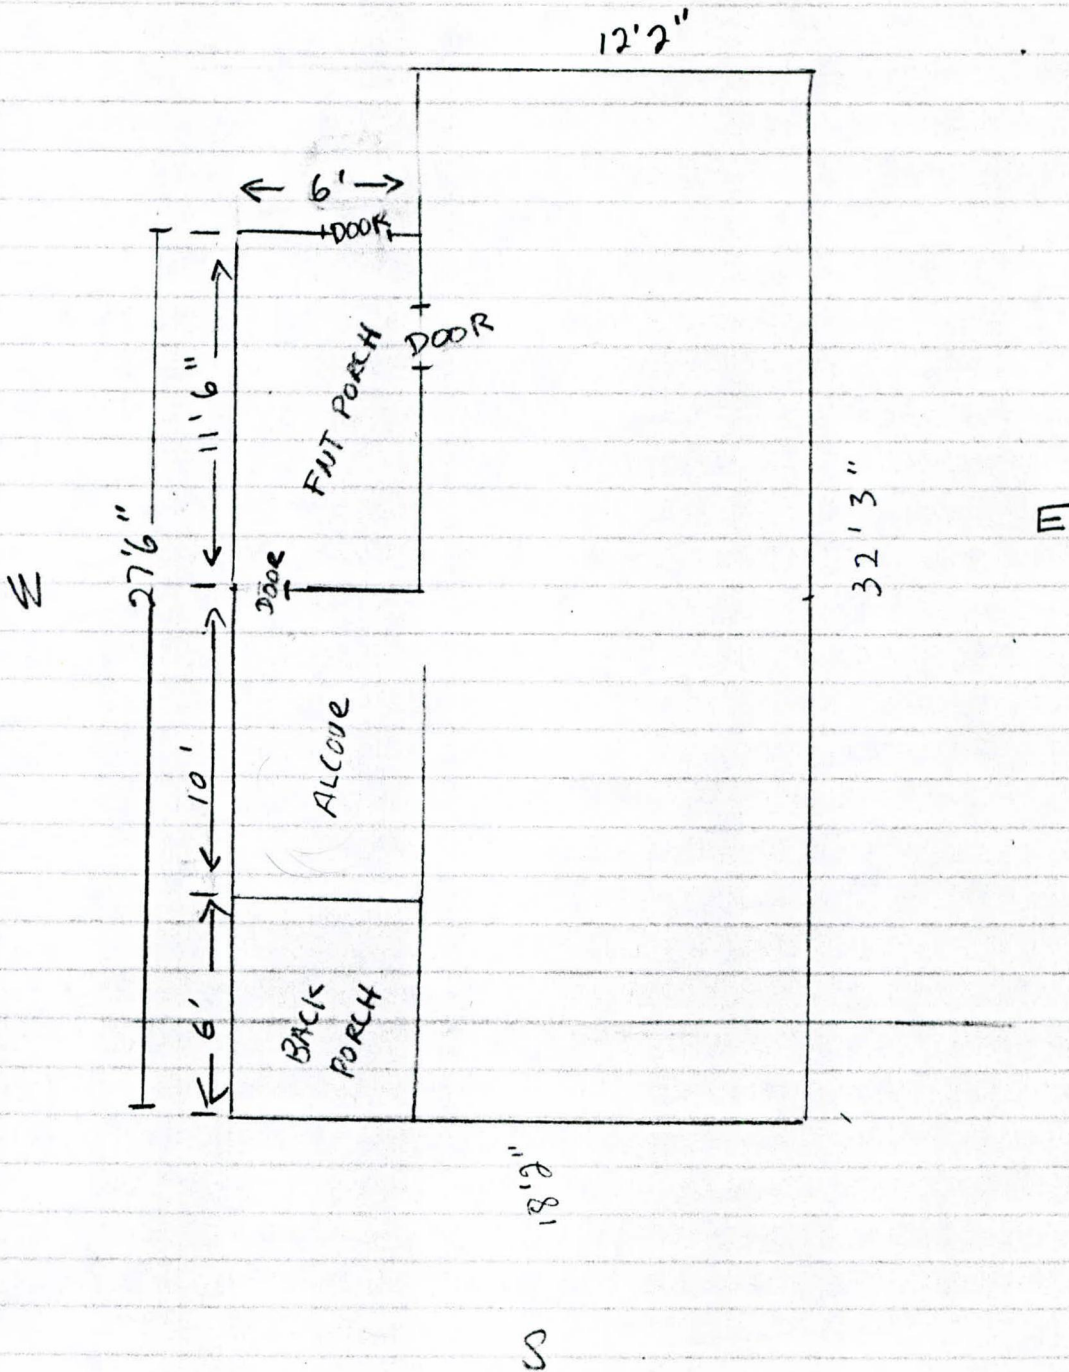 12'2"
6'
DOOR
DOOR
FNT PORCH
11'6"
27'6"
W
DOOR
32'3"
E
10'
ALCOVE
6'
BACK
PORCH
18'2"
S